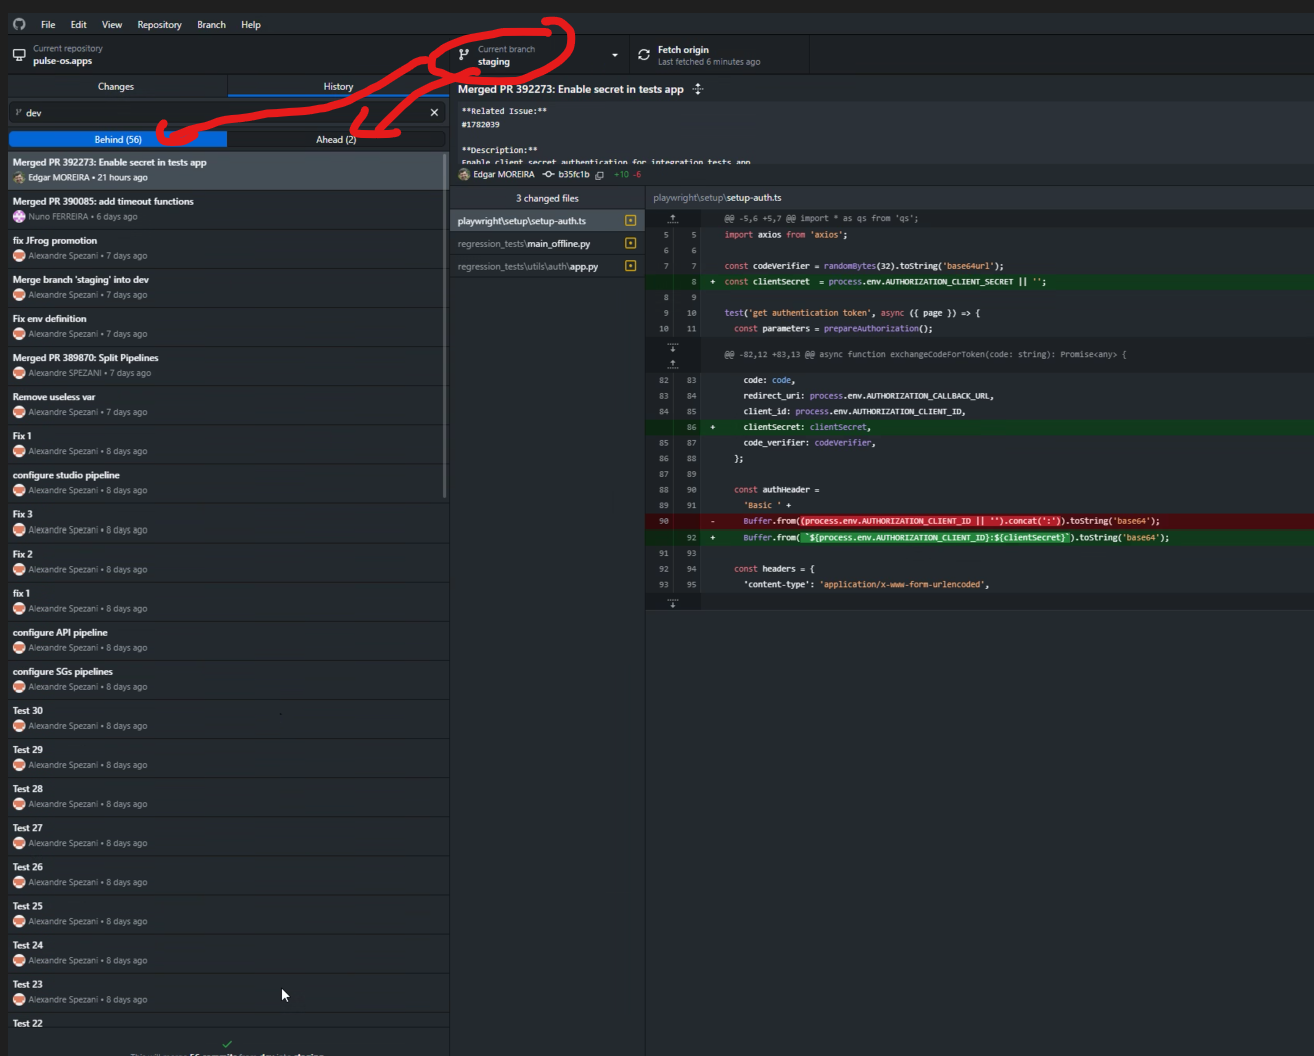 File Edit View Repository Branch Help
Current repository
pulse-os.apps
Current branch
staging
Fetch origin
Last fetched 6 minutes ago
Changes
History
dev
Behind (56)
Ahead (2)
Merged PR 392273: Enable secret in tests app
Edgar MOREIRA • 21 hours ago
Merged PR 390085: add timeout functions
Nuno FERREIRA • 6 days ago
fix JFrog promotion
Alexandre Spezani • 7 days ago
Merge branch 'staging' into dev
Alexandre Spezani • 7 days ago
Fix env definition
Alexandre Spezani • 7 days ago
Merged PR 389870: Split Pipelines
Alexandre SPEZANI • 7 days ago
Remove useless var
Alexandre Spezani • 7 days ago
Fix 1
Alexandre Spezani • 8 days ago
configure studio pipeline
Alexandre Spezani • 8 days ago
Fix 3
Alexandre Spezani • 8 days ago
Fix 2
Alexandre Spezani • 8 days ago
fix 1
Alexandre Spezani • 8 days ago
configure API pipeline
Alexandre Spezani • 8 days ago
configure SGs pipelines
Alexandre Spezani • 8 days ago
Test 30
Alexandre Spezani • 8 days ago
Test 29
Alexandre Spezani • 8 days ago
Test 28
Alexandre Spezani • 8 days ago
Test 27
Alexandre Spezani • 8 days ago
Test 26
Alexandre Spezani • 8 days ago
Test 25
Alexandre Spezani • 8 days ago
Test 24
Alexandre Spezani • 8 days ago
Test 23
Alexandre Spezani • 8 days ago
Test 22
This will merge 56 commits from dev into staging
Merged PR 392273: Enable secret in tests app
**Related Issue:**
#1782039
**Description:**
Enable client secret authentication for integration tests app
Edgar MOREIRA b35fc1b +10 -6
3 changed files
playwright\setup\setup-auth.ts
regression_tests\main_offline.py
regression_tests\utils\auth\app.py
playwright\setup\setup-auth.ts
@@ -5,6 +5,7 @@ import * as qs from 'qs';
5 5 import axios from 'axios';
6 6
7 7 const codeVerifier = randomBytes(32).toString('base64url');
8 + const clientSecret  = process.env.AUTHORIZATION_CLIENT_SECRET || '';
8 9
9 10 test('get authentication token', async ({ page }) => {
10 11 const parameters = prepareAuthorization();
@@ -82,12 +83,13 @@ async function exchangeCodeForToken(code: string): Promise<any> {
82 83 code: code,
83 84 redirect_uri: process.env.AUTHORIZATION_CALLBACK_URL,
84 85 client_id: process.env.AUTHORIZATION_CLIENT_ID,
86 + clientSecret: clientSecret,
85 87 code_verifier: codeVerifier,
86 88 };
87 89
88 90 const authHeader =
89 91 'Basic ' +
90 - Buffer.from((process.env.AUTHORIZATION_CLIENT_ID || '').concat(':')).toString('base64');
92 + Buffer.from(`${process.env.AUTHORIZATION_CLIENT_ID}:${clientSecret}`).toString('base64');
91 93
92 94 const headers = {
93 95 'content-type': 'application/x-www-form-urlencoded',